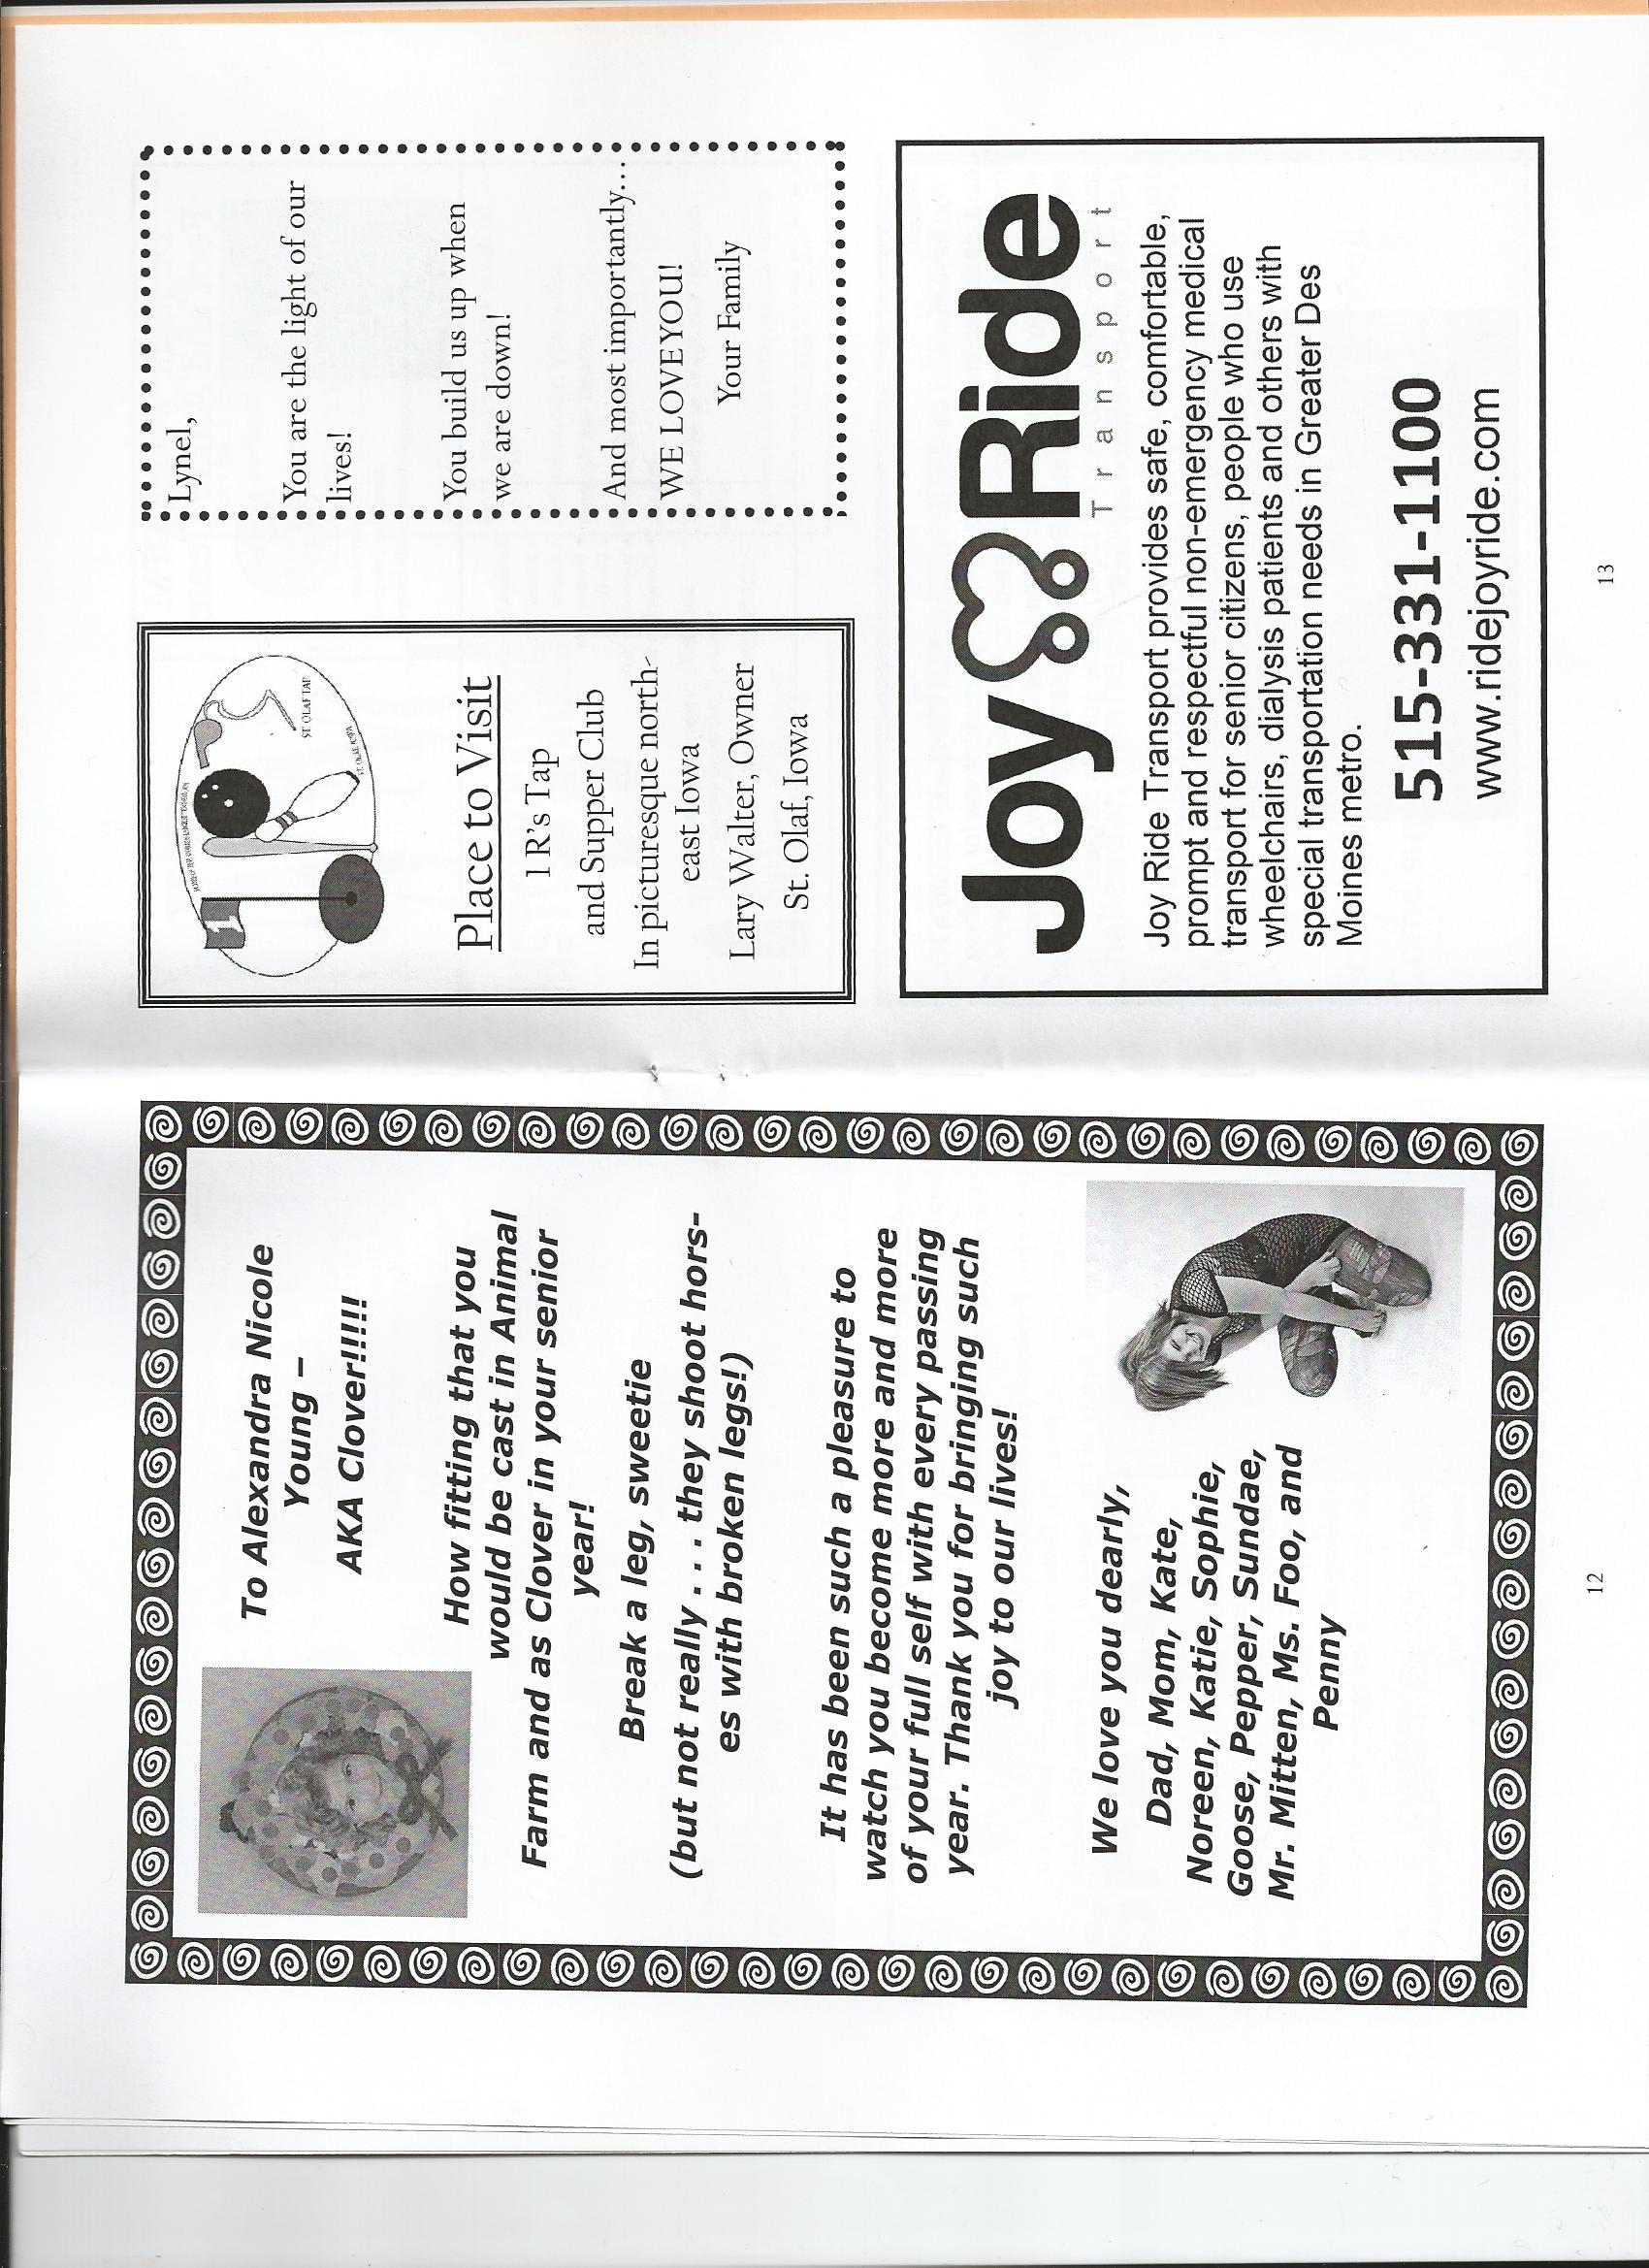 To Alexandra Nicole
Young –
AKA Clover!!!!!
How fitting that you
would be cast in Animal
Farm and as Clover in your senior
year!
Break a leg, sweetie
(but not really . . . they shoot hors-
es with broken legs!)
It has been such a pleasure to
watch you become more and more
of your full self with every passing
year. Thank you for bringing such
joy to our lives!
We love you dearly,
Dad, Mom, Kate,
Noreen, Katie, Sophie,
Goose, Pepper, Sundae,
Mr. Mitten, Ms. Foo, and
Penny
12
1
ST OLAF TAP
ST. OLAF, IOWA
Place to Visit
1 R's Tap
and Supper Club
In picturesque north-
east Iowa
Lary Walter, Owner
St. Olaf, Iowa
Lynel,
You are the light of our
lives!
You build us up when
we are down!
And most importantly...
WE LOVE YOU!
Your Family
Joy Ride
Transport
Joy Ride Transport provides safe, comfortable,
prompt and respectful non-emergency medical
transport for senior citizens, people who use
wheelchairs, dialysis patients and others with
special transportation needs in Greater Des
Moines metro.
515-331-1100
www.ridejoyride.com
13